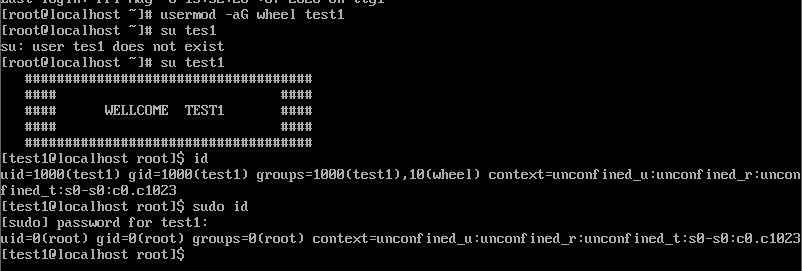 [root@localhost ~]# usermod -aG wheel test1
[root@localhost ~]# su tes1
su: user tes1 does not exist
[root@localhost ~]# su test1
####################################
#### ####
#### WELLCOME TEST1 ####
#### ####
####################################
[test1@localhost root]$ id
uid=1000(test1) gid=1000(test1) groups=1000(test1),10(wheel) context=unconfined_u:unconfined_r:uncon
fined_t:s0-s0:c0.c1023
[test1@localhost root]$ sudo id
[sudo] password for test1:
uid=0(root) gid=0(root) groups=0(root) context=unconfined_u:unconfined_r:unconfined_t:s0-s0:c0.c1023
[test1@localhost root]$